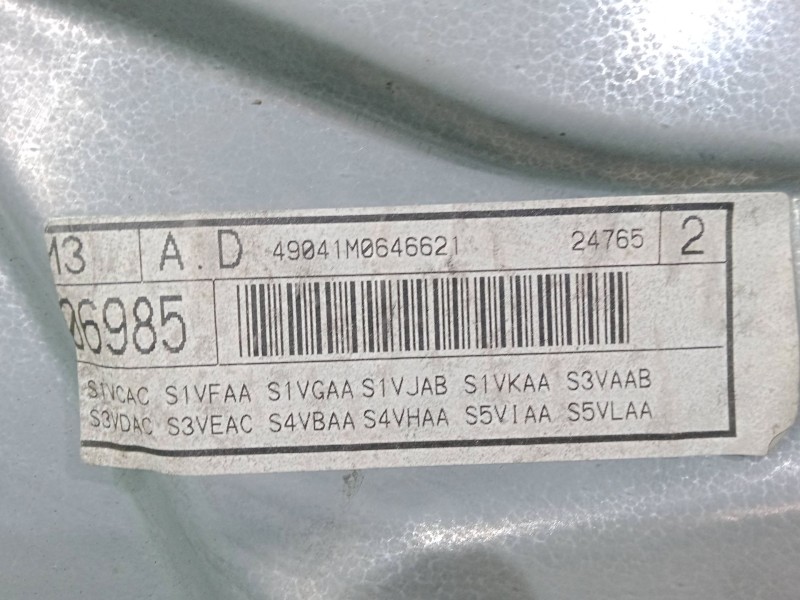 M3 A.D 49041M0646621 24765 2
06985
S1VCAC S1VFAA S1VGAA S1VJAB S1VKAA S3VAAB
S3VDAC S3VEAC S4VBAA S4VHAA S5VIAA S5VLAA